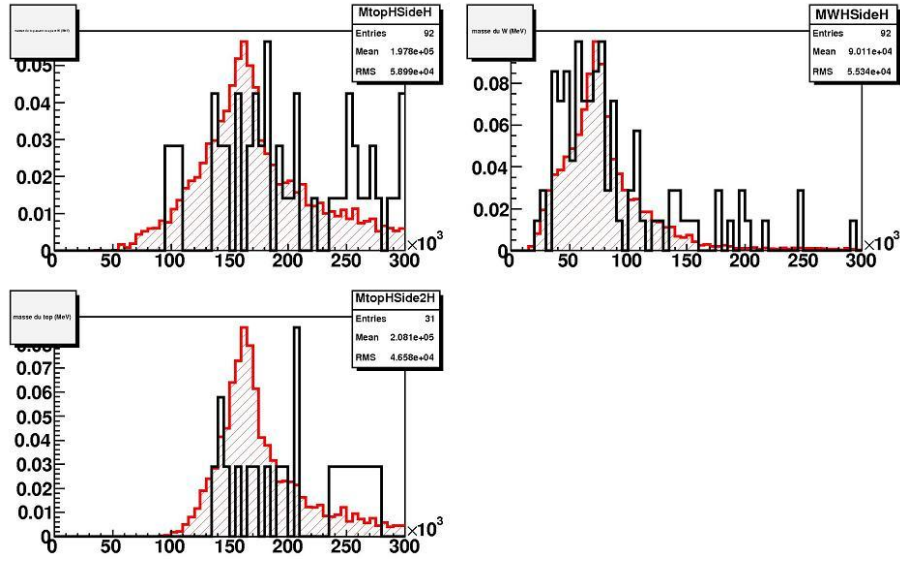 MtopHSideH
Entries 92
Mean 1.978e+05
RMS 5.899e+04
0.05
0.04
0.03
0.02
0.01
0
0 50 100 150 200 250 300
×10³
masse du W (MeV)
MWHSideH
Entries 92
Mean 9.011e+04
RMS 5.534e+04
0.08
0.06
0.04
0.02
0
0 50 100 150 200 250 300
×10³
masse du top (MeV)
MtopHSide2H
Entries 31
Mean 2.081e+05
RMS 4.658e+04
0.07
0.06
0.05
0.04
0.03
0.02
0.01
0
0 50 100 150 200 250 300
×10³